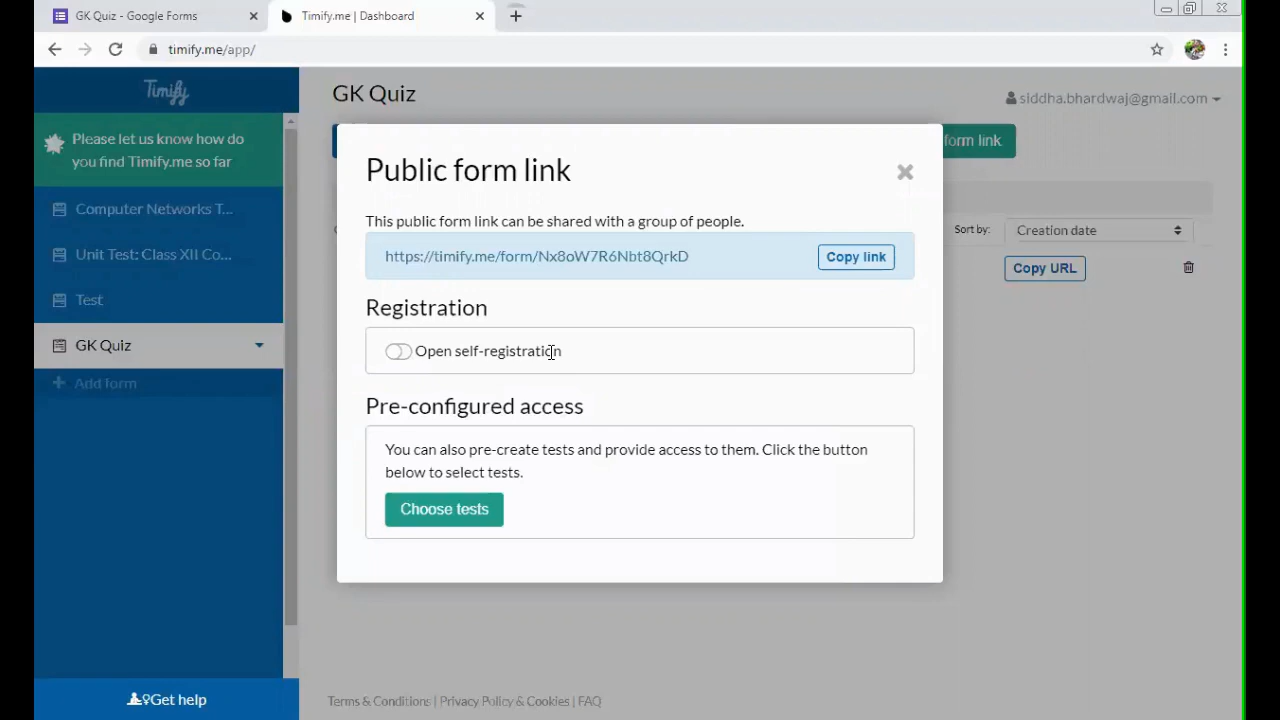 GK Quiz - Google Forms
Timify.me | Dashboard
timify.me/app/
Timify
GK Quiz
siddha.bhardwaj@gmail.com
Please let us know how do
you find Timify.me so far
form link
Computer Networks T...
Unit Test: Class XII Co...
Test
GK Quiz
Add form
Sort by:
Creation date
Copy URL
Public form link
This public form link can be shared with a group of people.
https://timify.me/form/Nx8oW7R6Nbt8QrkD
Copy link
Registration
Open self-registration
Pre-configured access
You can also pre-create tests and provide access to them. Click the button
below to select tests.
Choose tests
Get help
Terms & Conditions | Privacy Policy & Cookies | FAQ